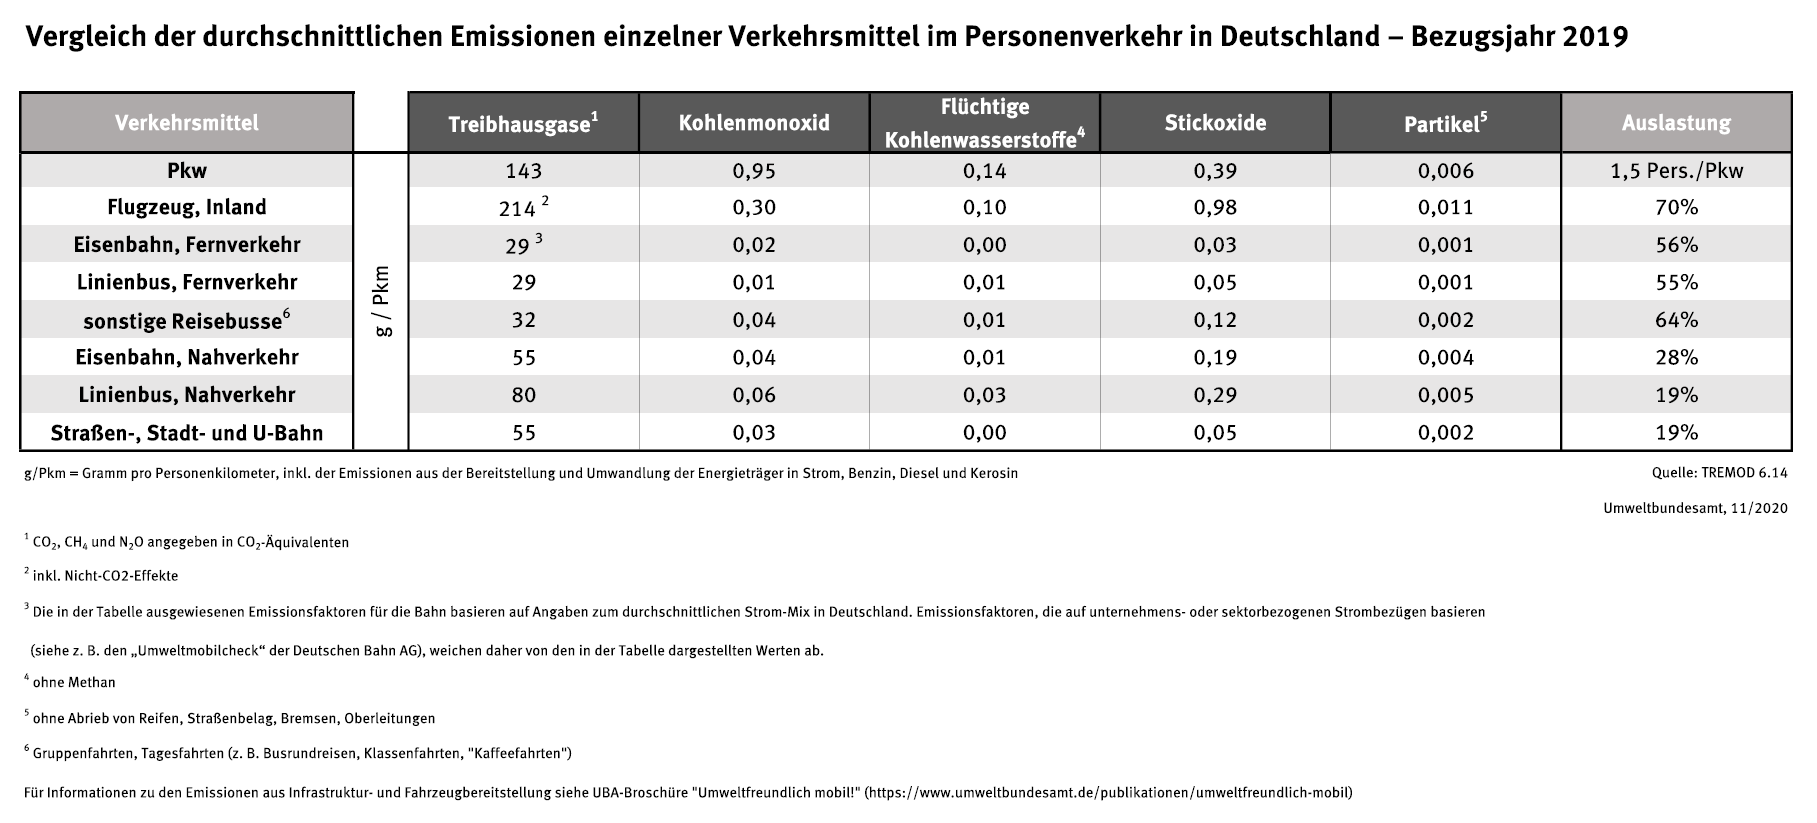 Vergleich der durchschnittlichen Emissionen einzelner Verkehrsmittel im Personenverkehr in Deutschland – Bezugsjahr 2019
Verkehrsmittel Treibhausgase¹ Kohlenmonoxid Flüchtige Kohlenwasserstoffe⁴ Stickoxide Partikel⁵ Auslastung
g / Pkm
Pkw 143 0,95 0,14 0,39 0,006 1,5 Pers./Pkw
Flugzeug, Inland 214 ² 0,30 0,10 0,98 0,011 70%
Eisenbahn, Fernverkehr 29 ³ 0,02 0,00 0,03 0,001 56%
Linienbus, Fernverkehr 29 0,01 0,01 0,05 0,001 55%
sonstige Reisebusse⁶ 32 0,04 0,01 0,12 0,002 64%
Eisenbahn, Nahverkehr 55 0,04 0,01 0,19 0,004 28%
Linienbus, Nahverkehr 80 0,06 0,03 0,29 0,005 19%
Straßen-, Stadt- und U-Bahn 55 0,03 0,00 0,05 0,002 19%
g/Pkm = Gramm pro Personenkilometer, inkl. der Emissionen aus der Bereitstellung und Umwandlung der Energieträger in Strom, Benzin, Diesel und Kerosin
Quelle: TREMOD 6.14
Umweltbundesamt, 11/2020
¹ CO₂, CH₄ und N₂O angegeben in CO₂-Äquivalenten
² inkl. Nicht-CO2-Effekte
³ Die in der Tabelle ausgewiesenen Emissionsfaktoren für die Bahn basieren auf Angaben zum durchschnittlichen Strom-Mix in Deutschland. Emissionsfaktoren, die auf unternehmens- oder sektorbezogenen Strombezügen basieren
(siehe z. B. den „Umweltmobilcheck“ der Deutschen Bahn AG), weichen daher von den in der Tabelle dargestellten Werten ab.
⁴ ohne Methan
⁵ ohne Abrieb von Reifen, Straßenbelag, Bremsen, Oberleitungen
⁶ Gruppenfahrten, Tagesfahrten (z. B. Busrundreisen, Klassenfahrten, "Kaffeefahrten")
Für Informationen zu den Emissionen aus Infrastruktur- und Fahrzeugbereitstellung siehe UBA-Broschüre "Umweltfreundlich mobil!" (https://www.umweltbundesamt.de/publikationen/umweltfreundlich-mobil)